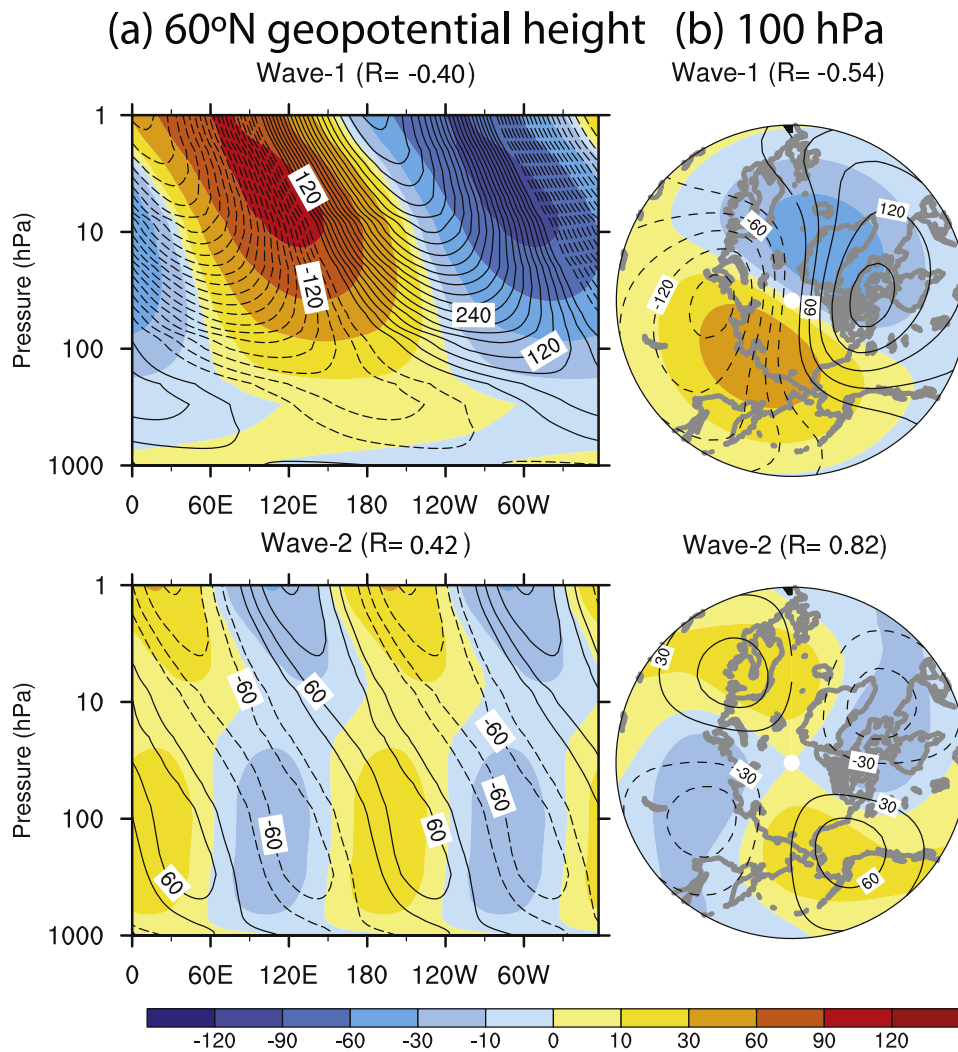 (a) 60ºN geopotential height (b) 100 hPa
Wave-1 (R= -0.40)
Wave-1 (R= -0.54)
Pressure (hPa)
1
10
100
1000
0 60E 120E 180 120W 60W
120
-120
240
120
-60
120
-120
60
Wave-2 (R= 0.42)
Wave-2 (R= 0.82)
Pressure (hPa)
1
10
100
1000
0 60E 120E 180 120W 60W
-60
60
-60
60
-60
60
-60
30
-30
-30
30
60
-120 -90 -60 -30 -10 0 10 30 60 90 120